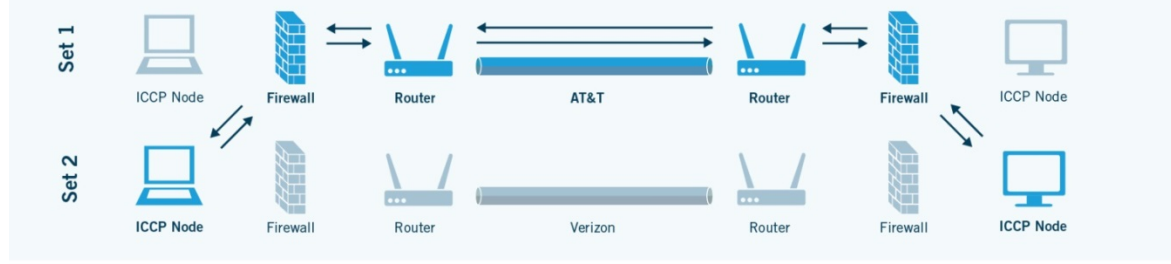 Set 1
ICCP Node Firewall Router AT&T Router Firewall ICCP Node
Set 2
ICCP Node Firewall Router Verizon Router Firewall ICCP Node